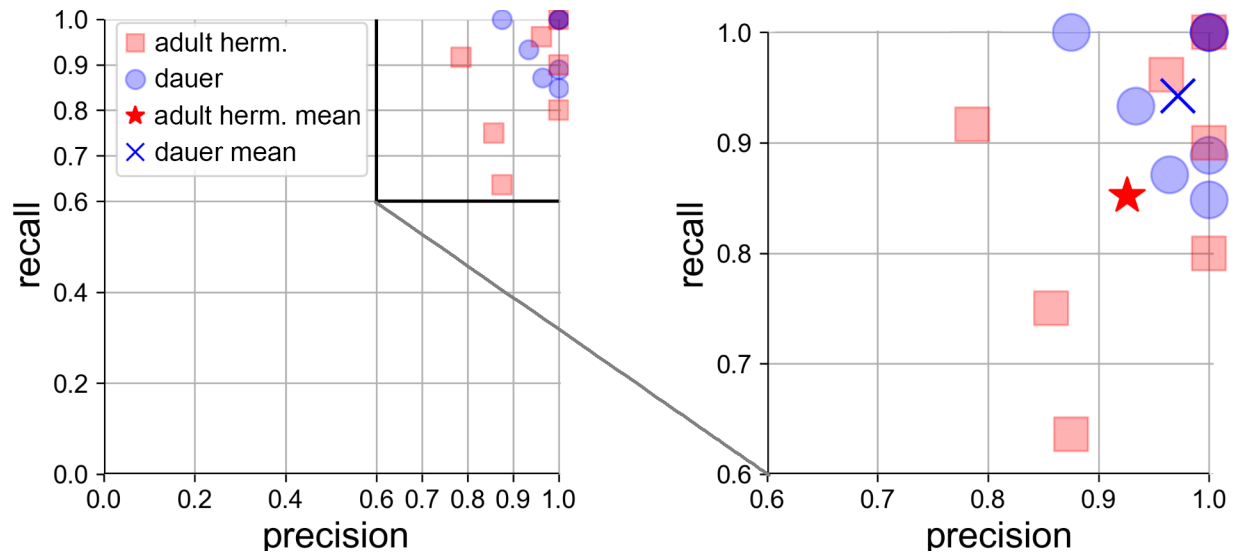 1.0
0.9
0.8
0.7
0.6
0.4
0.2
0.0
recall
adult herm.
dauer
adult herm. mean
dauer mean
0.0 0.2 0.4 0.6 0.7 0.8 0.9 1.0
precision
1.0
0.9
0.8
0.7
0.6
recall
0.6 0.7 0.8 0.9 1.0
precision